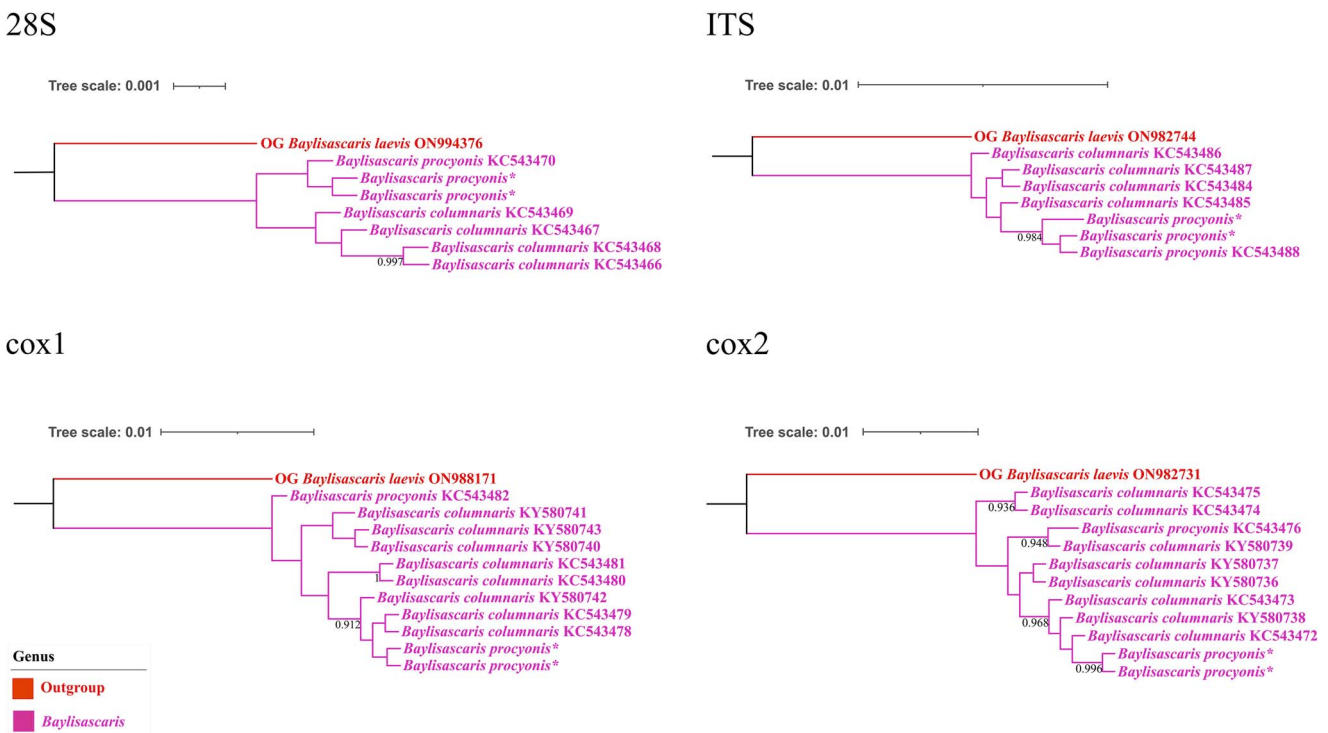 28S
Tree scale: 0.001
OG Baylisascaris laevis ON994376
Baylisascaris procyonis KC543470
Baylisascaris procyonis*
Baylisascaris procyonis*
Baylisascaris columnaris KC543469
Baylisascaris columnaris KC543467
Baylisascaris columnaris KC543468
0.997
Baylisascaris columnaris KC543466
ITS
Tree scale: 0.01
OG Baylisascaris laevis ON982744
Baylisascaris columnaris KC543486
Baylisascaris columnaris KC543487
Baylisascaris columnaris KC543484
Baylisascaris columnaris KC543485
Baylisascaris procyonis*
0.984
Baylisascaris procyonis*
Baylisascaris procyonis KC543488
cox1
Tree scale: 0.01
OG Baylisascaris laevis ON988171
Baylisascaris procyonis KC543482
Baylisascaris columnaris KY580741
Baylisascaris columnaris KY580743
Baylisascaris columnaris KY580740
Baylisascaris columnaris KC543481
1
Baylisascaris columnaris KC543480
Baylisascaris columnaris KY580742
Baylisascaris columnaris KC543479
0.912
Baylisascaris columnaris KC543478
Baylisascaris procyonis*
Baylisascaris procyonis*
Genus
Outgroup
Baylisascaris
cox2
Tree scale: 0.01
OG Baylisascaris laevis ON982731
Baylisascaris columnaris KC543475
0.936
Baylisascaris columnaris KC543474
Baylisascaris procyonis KC543476
0.948
Baylisascaris columnaris KY580739
Baylisascaris columnaris KY580737
Baylisascaris columnaris KY580736
Baylisascaris columnaris KC543473
Baylisascaris columnaris KY580738
0.968
Baylisascaris columnaris KC543472
Baylisascaris procyonis*
0.996
Baylisascaris procyonis*